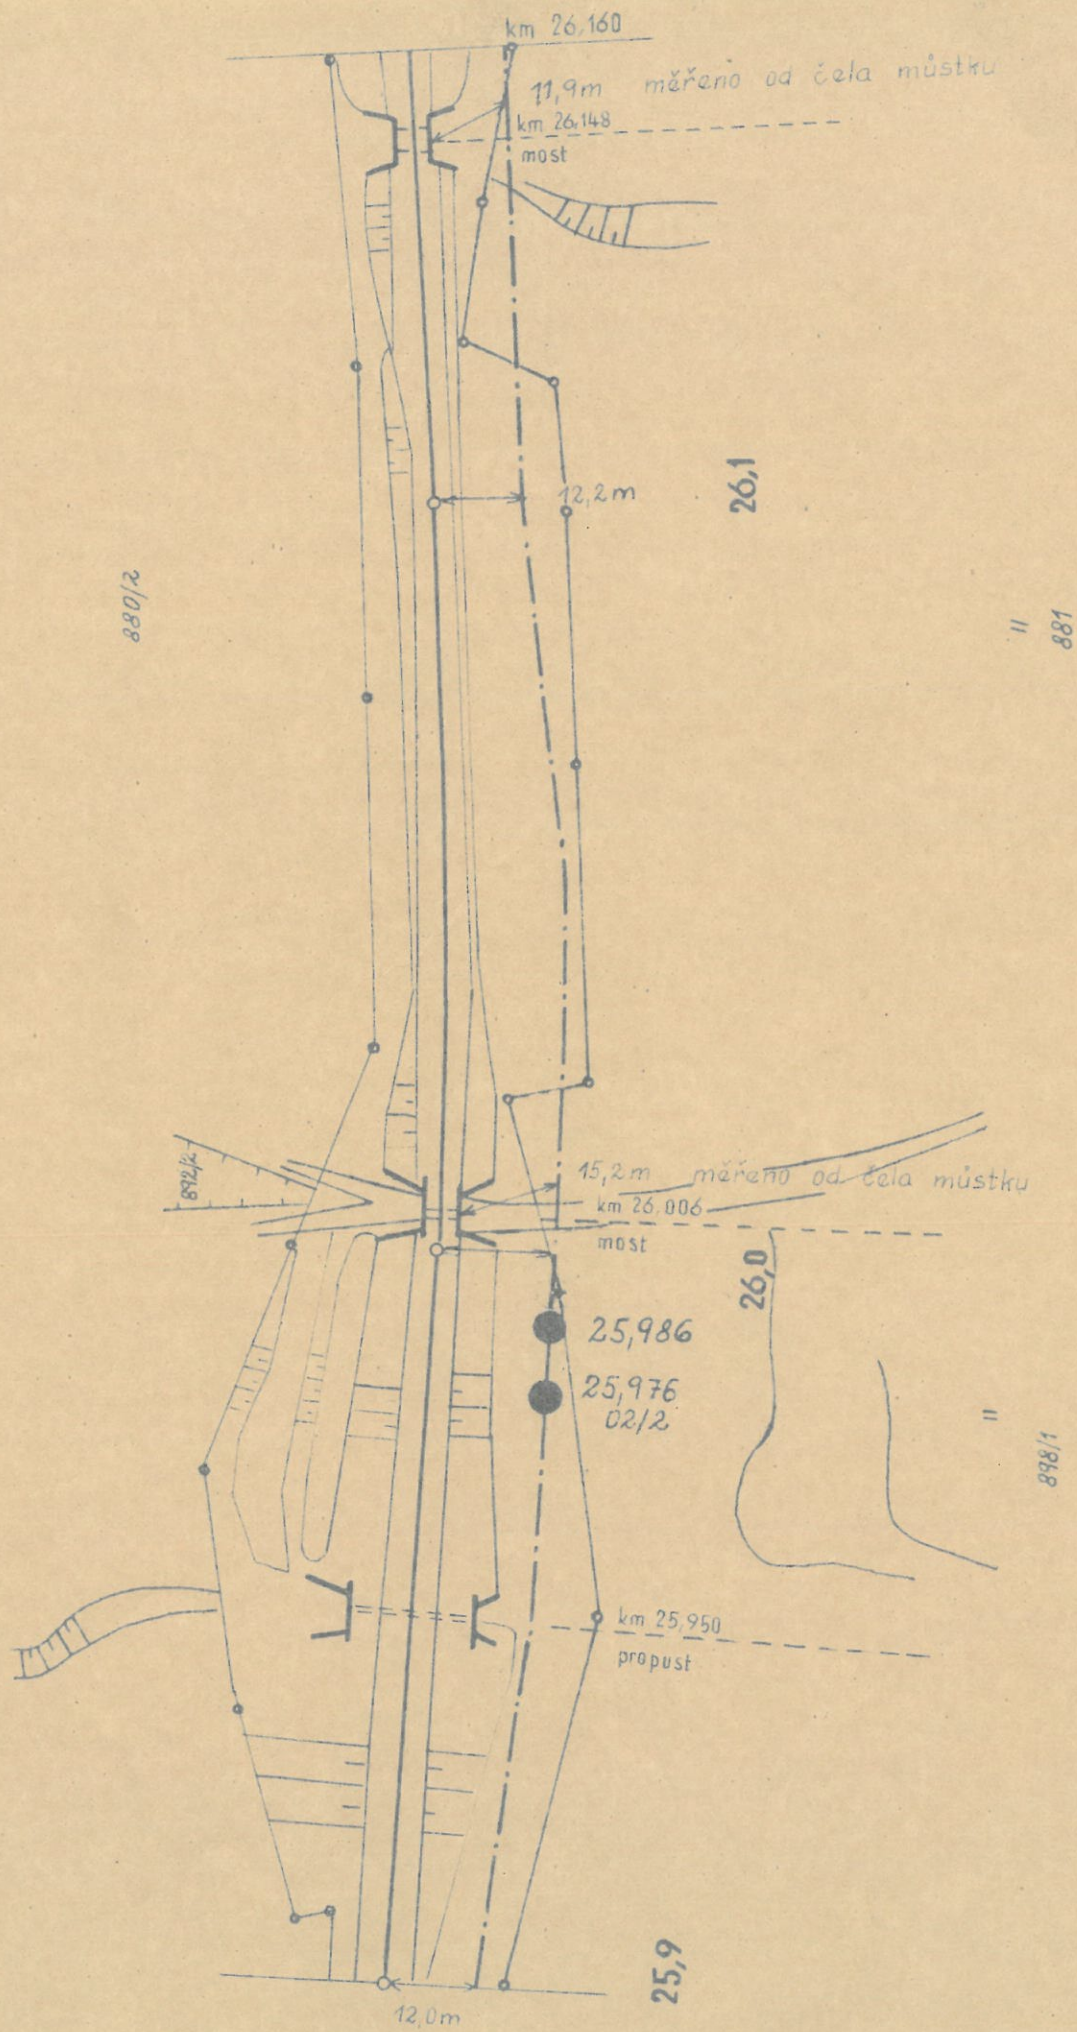 km 26,160
11,9m měřeno od čela můstku
km 26,148
most
26,1
12,2m
880/2
"
881
892/2
15,2m měřeno od čela můstku
km 26,006
most
26,0
25,986
25,976
02/2
"
898/1
km 25,950
propust
25,9
12,0m